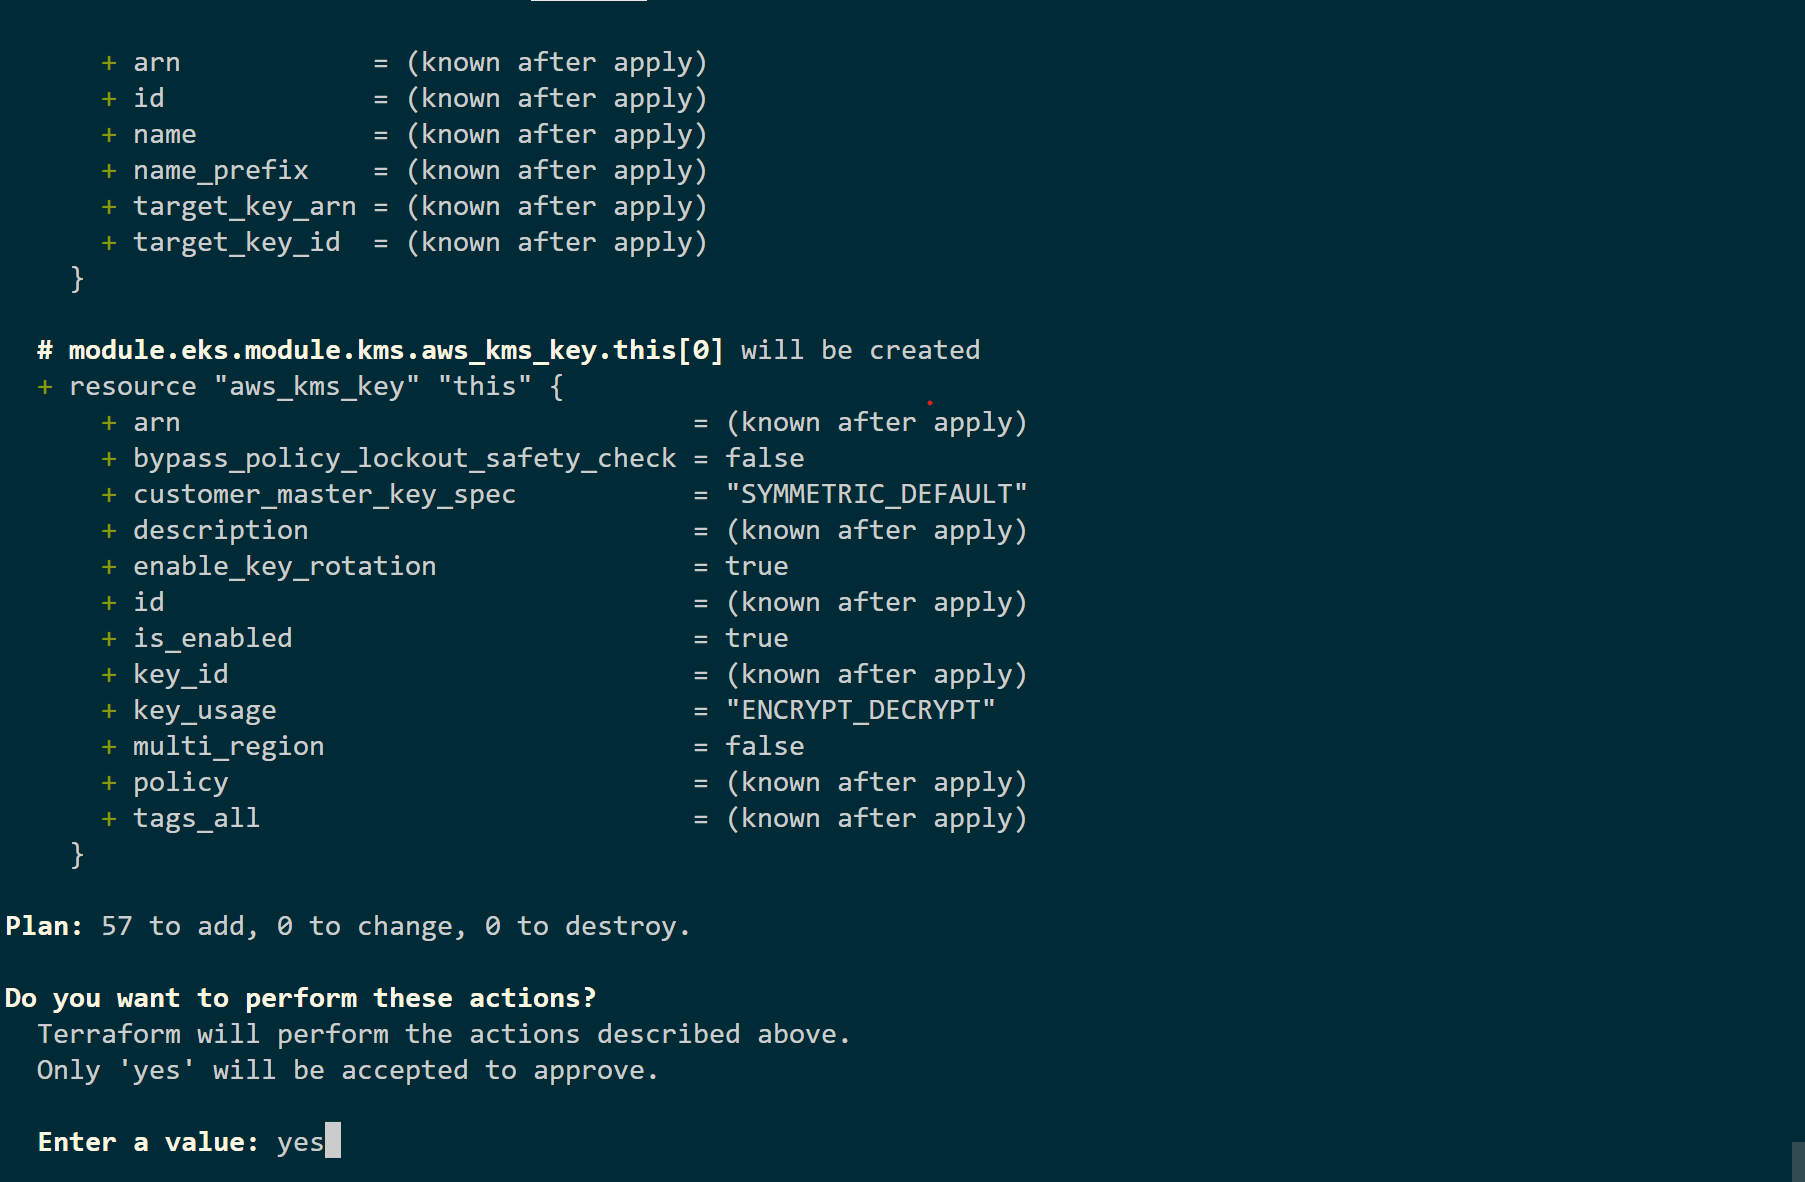 + arn = (known after apply)
+ id = (known after apply)
+ name = (known after apply)
+ name_prefix = (known after apply)
+ target_key_arn = (known after apply)
+ target_key_id = (known after apply)
}
# module.eks.module.kms.aws_kms_key.this[0] will be created
+ resource "aws_kms_key" "this" {
+ arn = (known after apply)
+ bypass_policy_lockout_safety_check = false
+ customer_master_key_spec = "SYMMETRIC_DEFAULT"
+ description = (known after apply)
+ enable_key_rotation = true
+ id = (known after apply)
+ is_enabled = true
+ key_id = (known after apply)
+ key_usage = "ENCRYPT_DECRYPT"
+ multi_region = false
+ policy = (known after apply)
+ tags_all = (known after apply)
}
Plan: 57 to add, 0 to change, 0 to destroy.
Do you want to perform these actions?
Terraform will perform the actions described above.
Only 'yes' will be accepted to approve.
Enter a value: yes